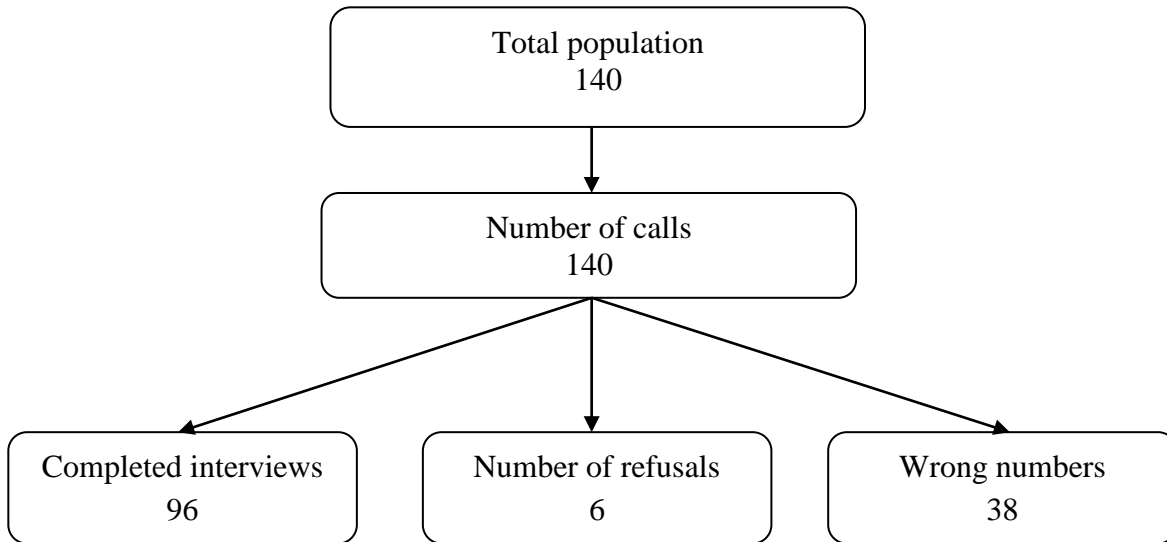 Total population
140
Number of calls
140
Completed interviews
96
Number of refusals
6
Wrong numbers
38